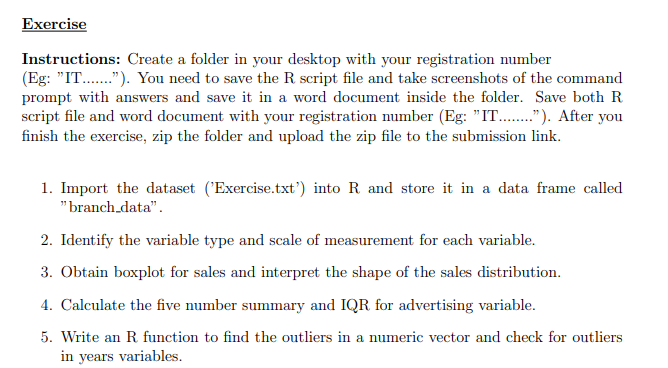 Exercise
Instructions: Create a folder in your desktop with your registration number
(Eg: ”IT.......”). You need to save the R script file and take screenshots of the command
prompt with answers and save it in a word document inside the folder. Save both R
script file and word document with your registration number (Eg: ”IT........”). After you
finish the exercise, zip the folder and upload the zip file to the submission link.
1. Import the dataset (’Exercise.txt’) into R and store it in a data frame called
”branch_data”.
2. Identify the variable type and scale of measurement for each variable.
3. Obtain boxplot for sales and interpret the shape of the sales distribution.
4. Calculate the five number summary and IQR for advertising variable.
5. Write an R function to find the outliers in a numeric vector and check for outliers
in years variables.